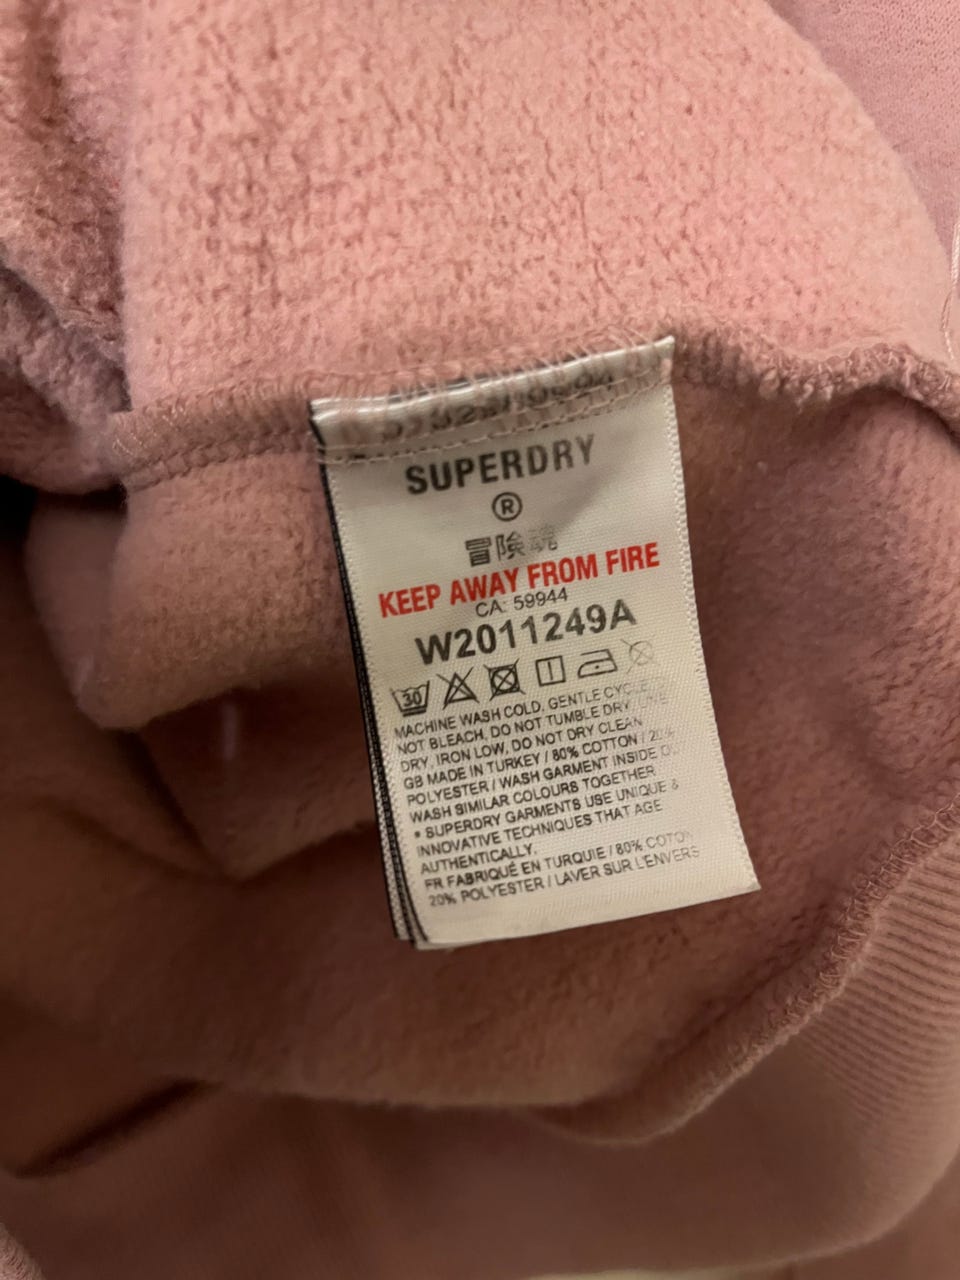 SUPERDRY
®
冒険魂
KEEP AWAY FROM FIRE
CA: 59944
W2011249A
30
MACHINE WASH COLD, GENTLE CYCLE
NOT BLEACH, DO NOT TUMBLE DRY, LINE
DRY, IRON LOW, DO NOT DRY CLEAN
GB MADE IN TURKEY / 80% COTTON / 20%
POLYESTER / WASH GARMENT INSIDE
WASH SIMILAR COLOURS TOGETHER
• SUPERDRY GARMENTS USE UNIQUE &
INNOVATIVE TECHNIQUES THAT AGE
AUTHENTICALLY.
FR FABRIQUÉ EN TURQUIE / 80% COTON
20% POLYESTER / LAVER SUR L'ENVERS